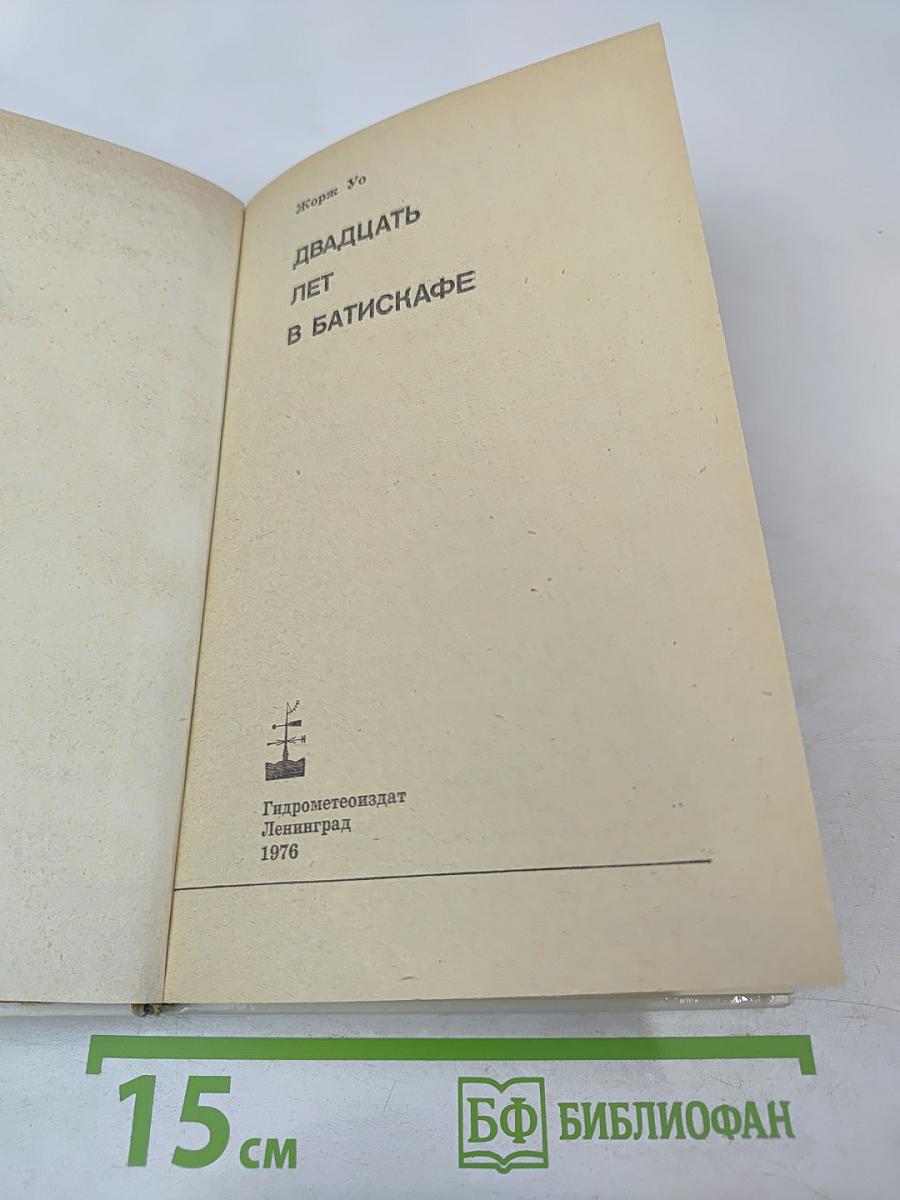 Жорж Уо
ДВАДЦАТЬ
ЛЕТ
В БАТИСКАФЕ
Гидрометеоиздат
Ленинград
1976
15 см
БФ БИБЛИОФАН